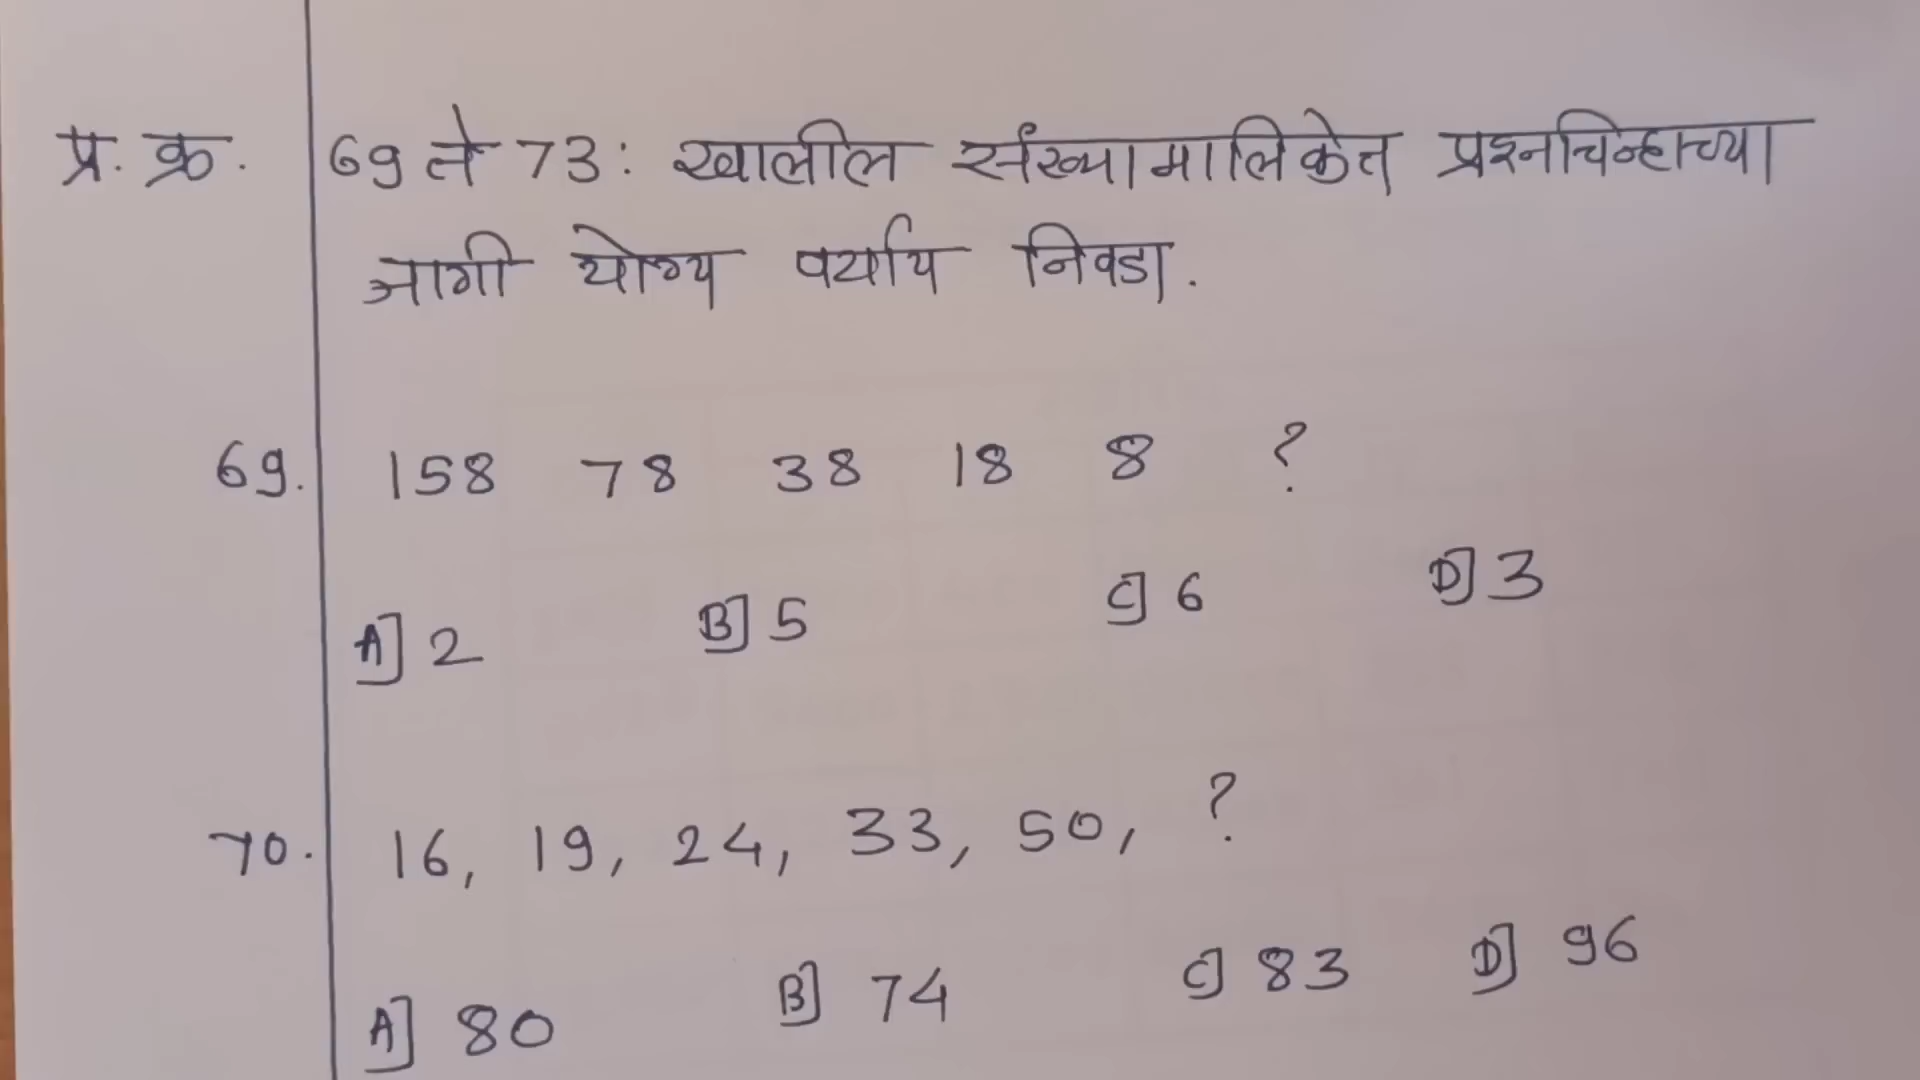 प्र. क्र. 69 ते 73: खालील संख्यामालिकेत प्रश्नचिन्हाच्या
जागी योग्य पर्याय निवडा.
69. 158 78 38 18 8 ?
A] 2 B] 5 C] 6 D] 3
70. 16, 19, 24, 33, 50, ?
A] 80 B] 74 C] 83 D] 96